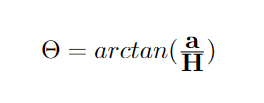 Θ = arctan(a/H)